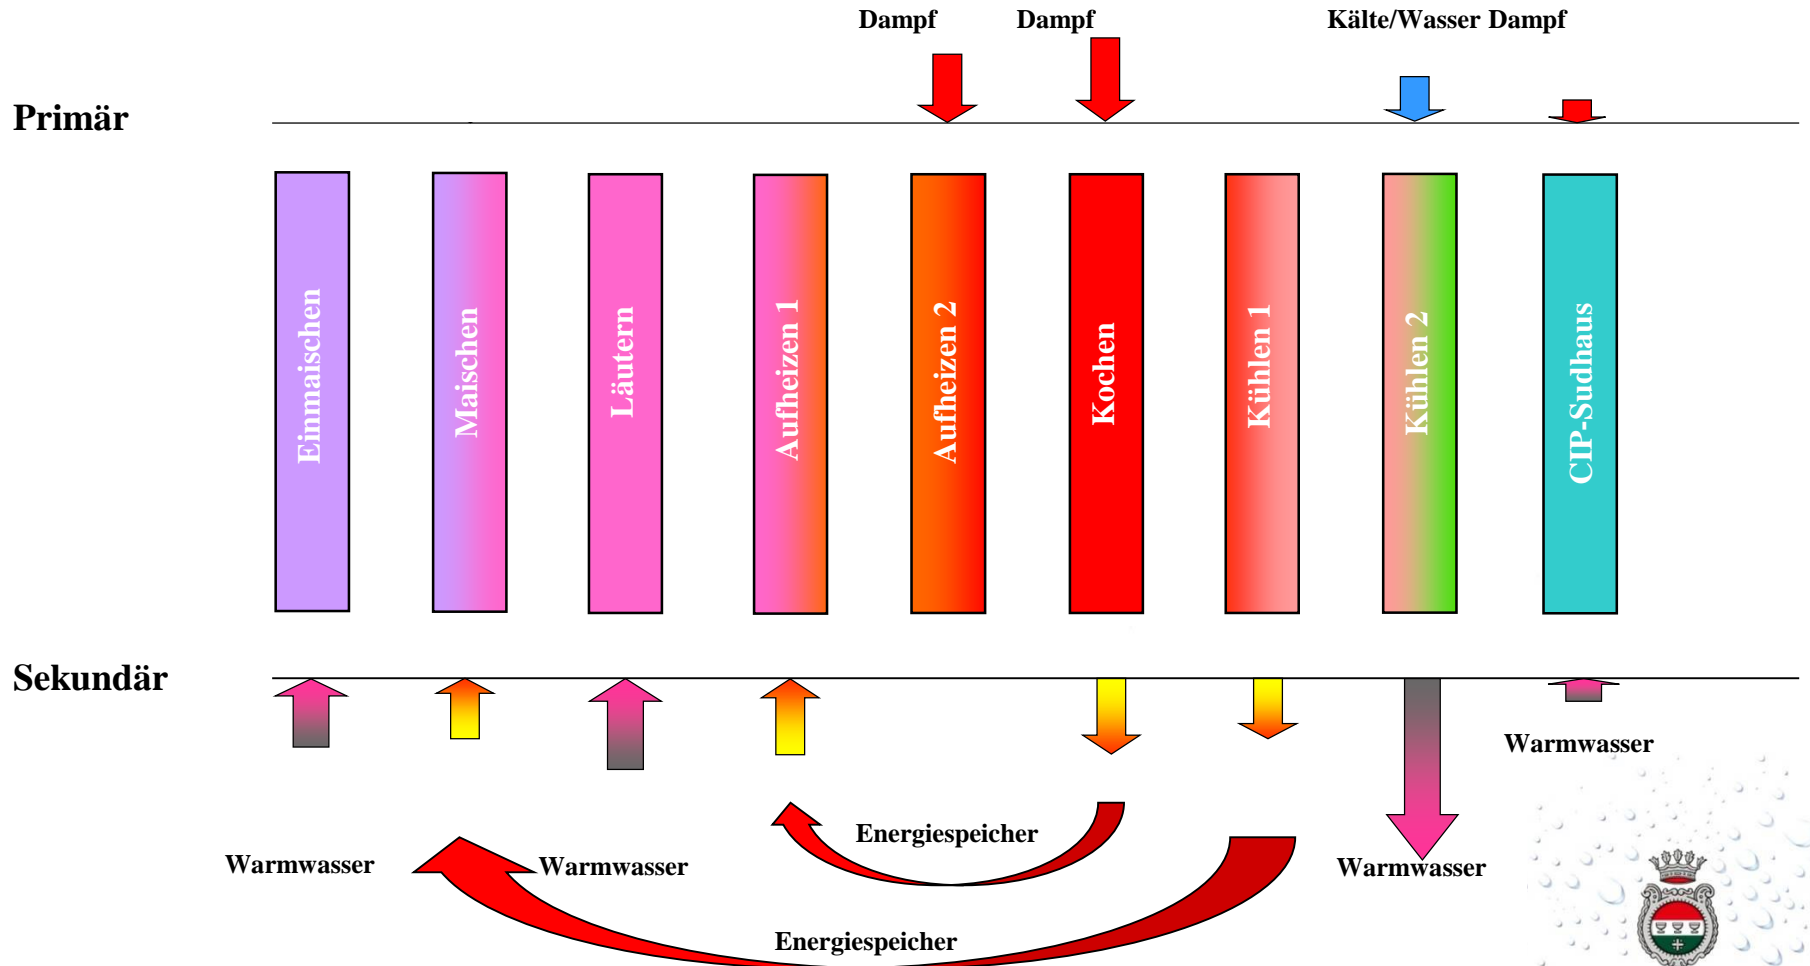 Dampf
Dampf
Kälte/Wasser Dampf
Primär
Einmaischen
Maischen
Läutern
Aufheizen 1
Aufheizen 2
Kochen
Kühlen 1
Kühlen 2
CIP-Sudhaus
Sekundär
Warmwasser
Energiespeicher
Warmwasser
Warmwasser
Warmwasser
Energiespeicher